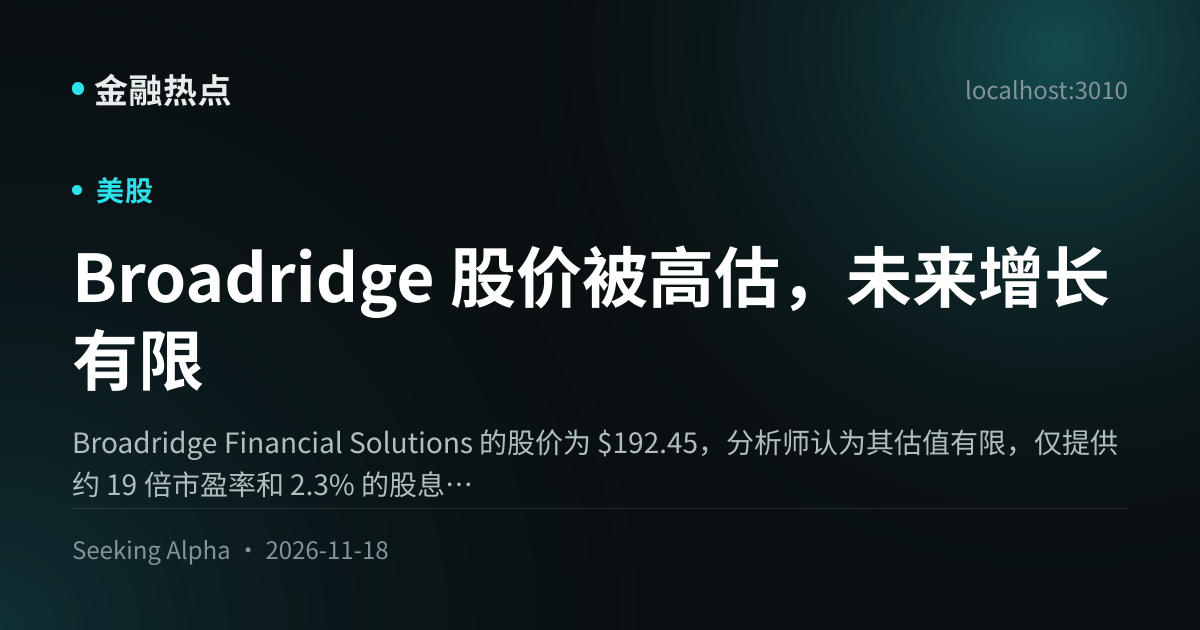 金融热点
localhost:3010
美股
Broadridge 股价被高估，未来增长
有限
Broadridge Financial Solutions 的股价为 $192.45，分析师认为其估值有限，仅提供
约 19 倍市盈率和 2.3% 的股息…
Seeking Alpha · 2026-11-18